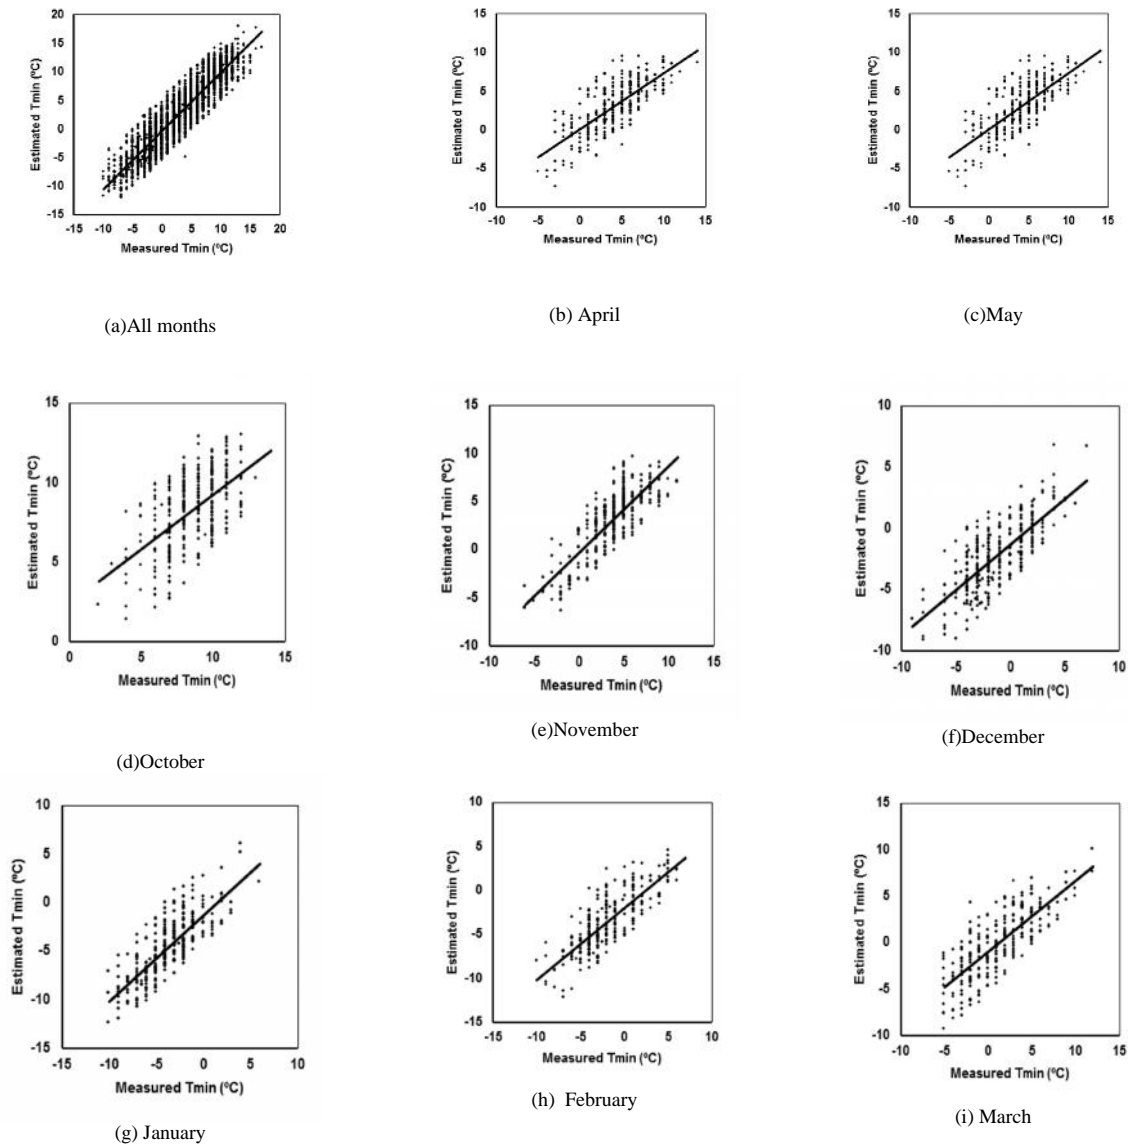 20
15
10
5
0
-5
-10
-15
-15 -10 -5 0 5 10 15 20
Estimated Tmin (ºC)
Measured Tmin (ºC)
(a)All months
15
10
5
0
-5
-10
-10 -5 0 5 10 15
Estimated Tmin (ºC)
Measured Tmin (ºC)
(b) April
15
10
5
0
-5
-10
-10 -5 0 5 10 15
Estimated Tmin (ºC)
Measured Tmin (ºC)
(c)May
15
10
5
0
0 5 10 15
Estimated Tmin (ºC)
Measured Tmin (ºC)
(d)October
15
10
5
0
-5
-10
-10 -5 0 5 10 15
Estimated Tmin (ºC)
Measured Tmin (ºC)
(e)November
10
5
0
-5
-10
-10 -5 0 5 10
Estimated Tmin (ºC)
Measured Tmin (ºC)
(f)December
10
5
0
-5
-10
-15
-15 -10 -5 0 5 10
Estimated Tmin (ºC)
Measured Tmin (ºC)
(g) January
10
5
0
-5
-10
-15
-15 -10 -5 0 5 10
Estimated Tmin (ºC)
Measured Tmin (ºC)
(h) February
15
10
5
0
-5
-10
-10 -5 0 5 10 15
Estimated Tmin (ºC)
Measured Tmin (ºC)
(i) March